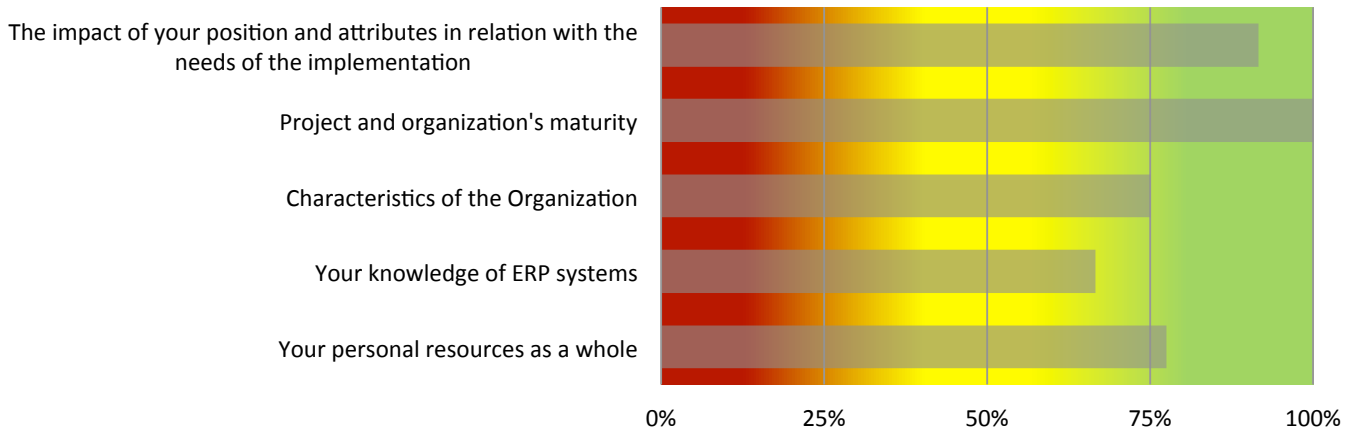 The impact of your position and attributes in relation with the
needs of the implementation
Project and organization's maturity
Characteristics of the Organization
Your knowledge of ERP systems
Your personal resources as a whole
0% 25% 50% 75% 100%